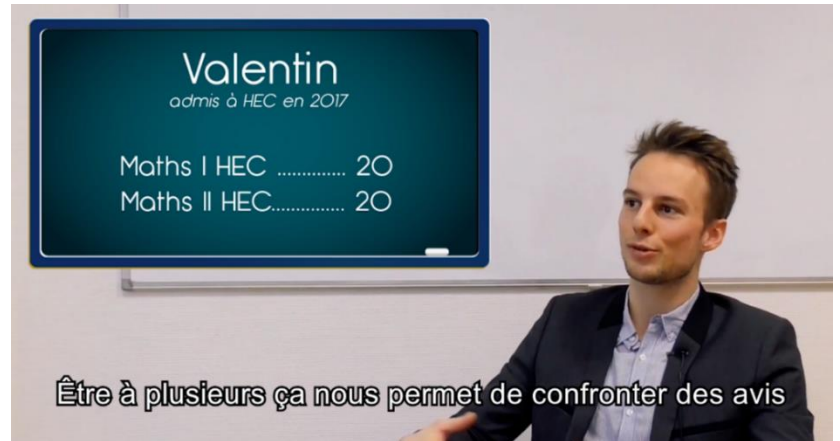 Valentin
admis à HEC en 2017
Maths I HEC .............. 20
Maths II HEC............... 20
Être à plusieurs ça nous permet de confronter des avis